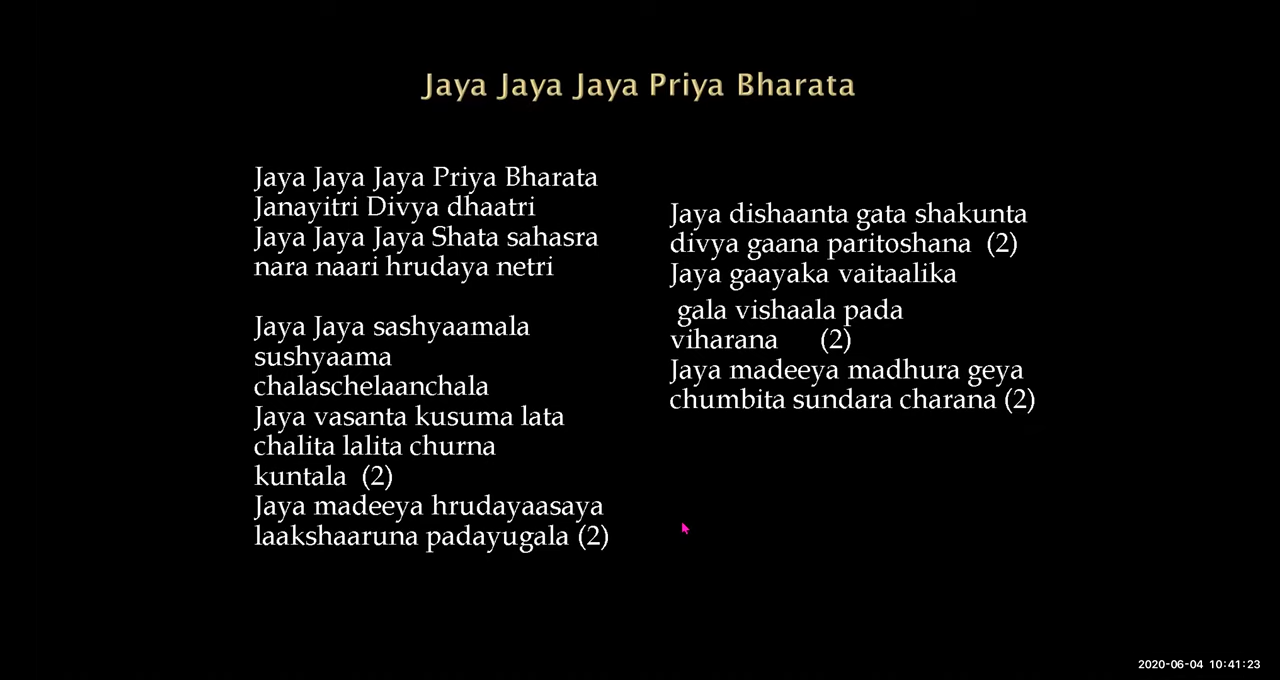 Jaya Jaya Jaya Priya Bharata
Jaya Jaya Jaya Priya Bharata
Janayitri Divya dhaatri
Jaya Jaya Jaya Shata sahasra
nara naari hrudaya netri
Jaya Jaya sashyaamala
sushyaama
chalaschelaanchala
Jaya vasanta kusuma lata
chalita lalita churna
kuntala (2)
Jaya madeeya hrudayaasaya
laakshaaruna padayugala (2)
Jaya dishaanta gata shakunta
divya gaana paritoshana (2)
Jaya gaayaka vaitaalika
gala vishaala pada
viharana (2)
Jaya madeeya madhura geya
chumbita sundara charana (2)
2020-06-04 10:41:23